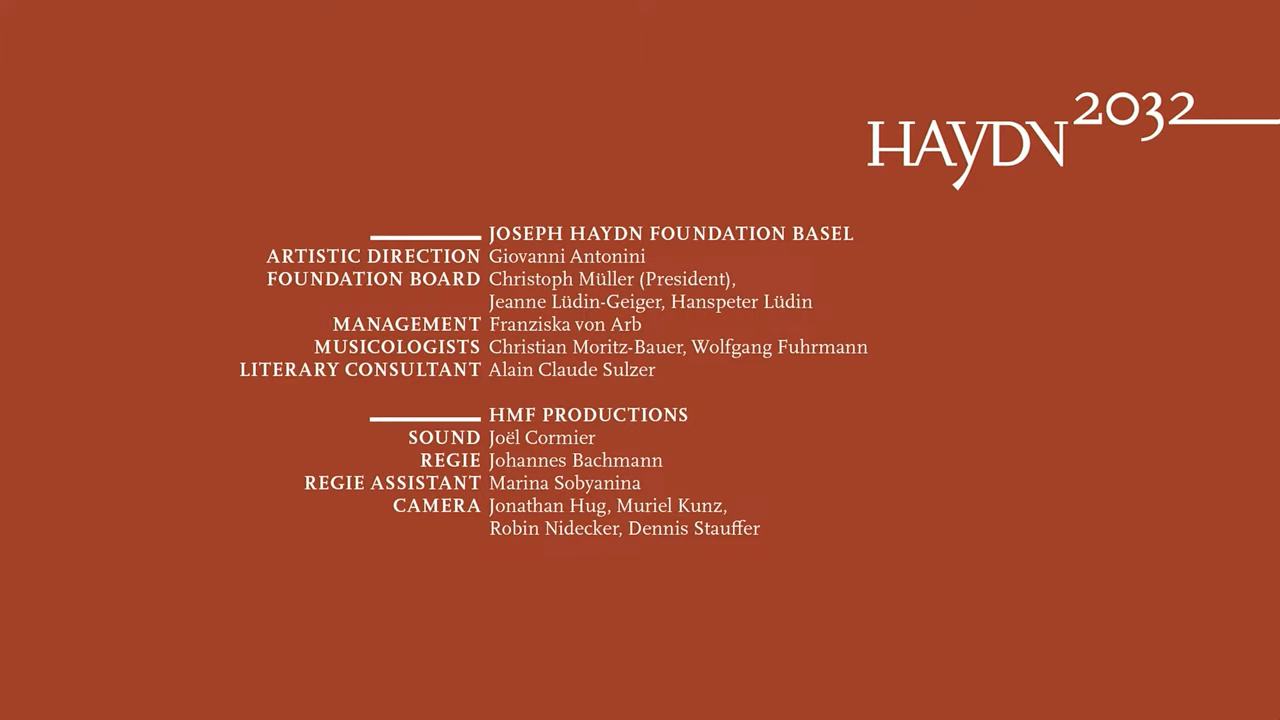 HAYDN 2032
JOSEPH HAYDN FOUNDATION BASEL
ARTISTIC DIRECTION Giovanni Antonini
FOUNDATION BOARD Christoph Müller (President),
Jeanne Lüdin-Geiger, Hanspeter Lüdin
MANAGEMENT Franziska von Arb
MUSICOLOGISTS Christian Moritz-Bauer, Wolfgang Fuhrmann
LITERARY CONSULTANT Alain Claude Sulzer
HMF PRODUCTIONS
SOUND Joël Cormier
REGIE Johannes Bachmann
REGIE ASSISTANT Marina Sobyanina
CAMERA Jonathan Hug, Muriel Kunz,
Robin Nidecker, Dennis Stauffer